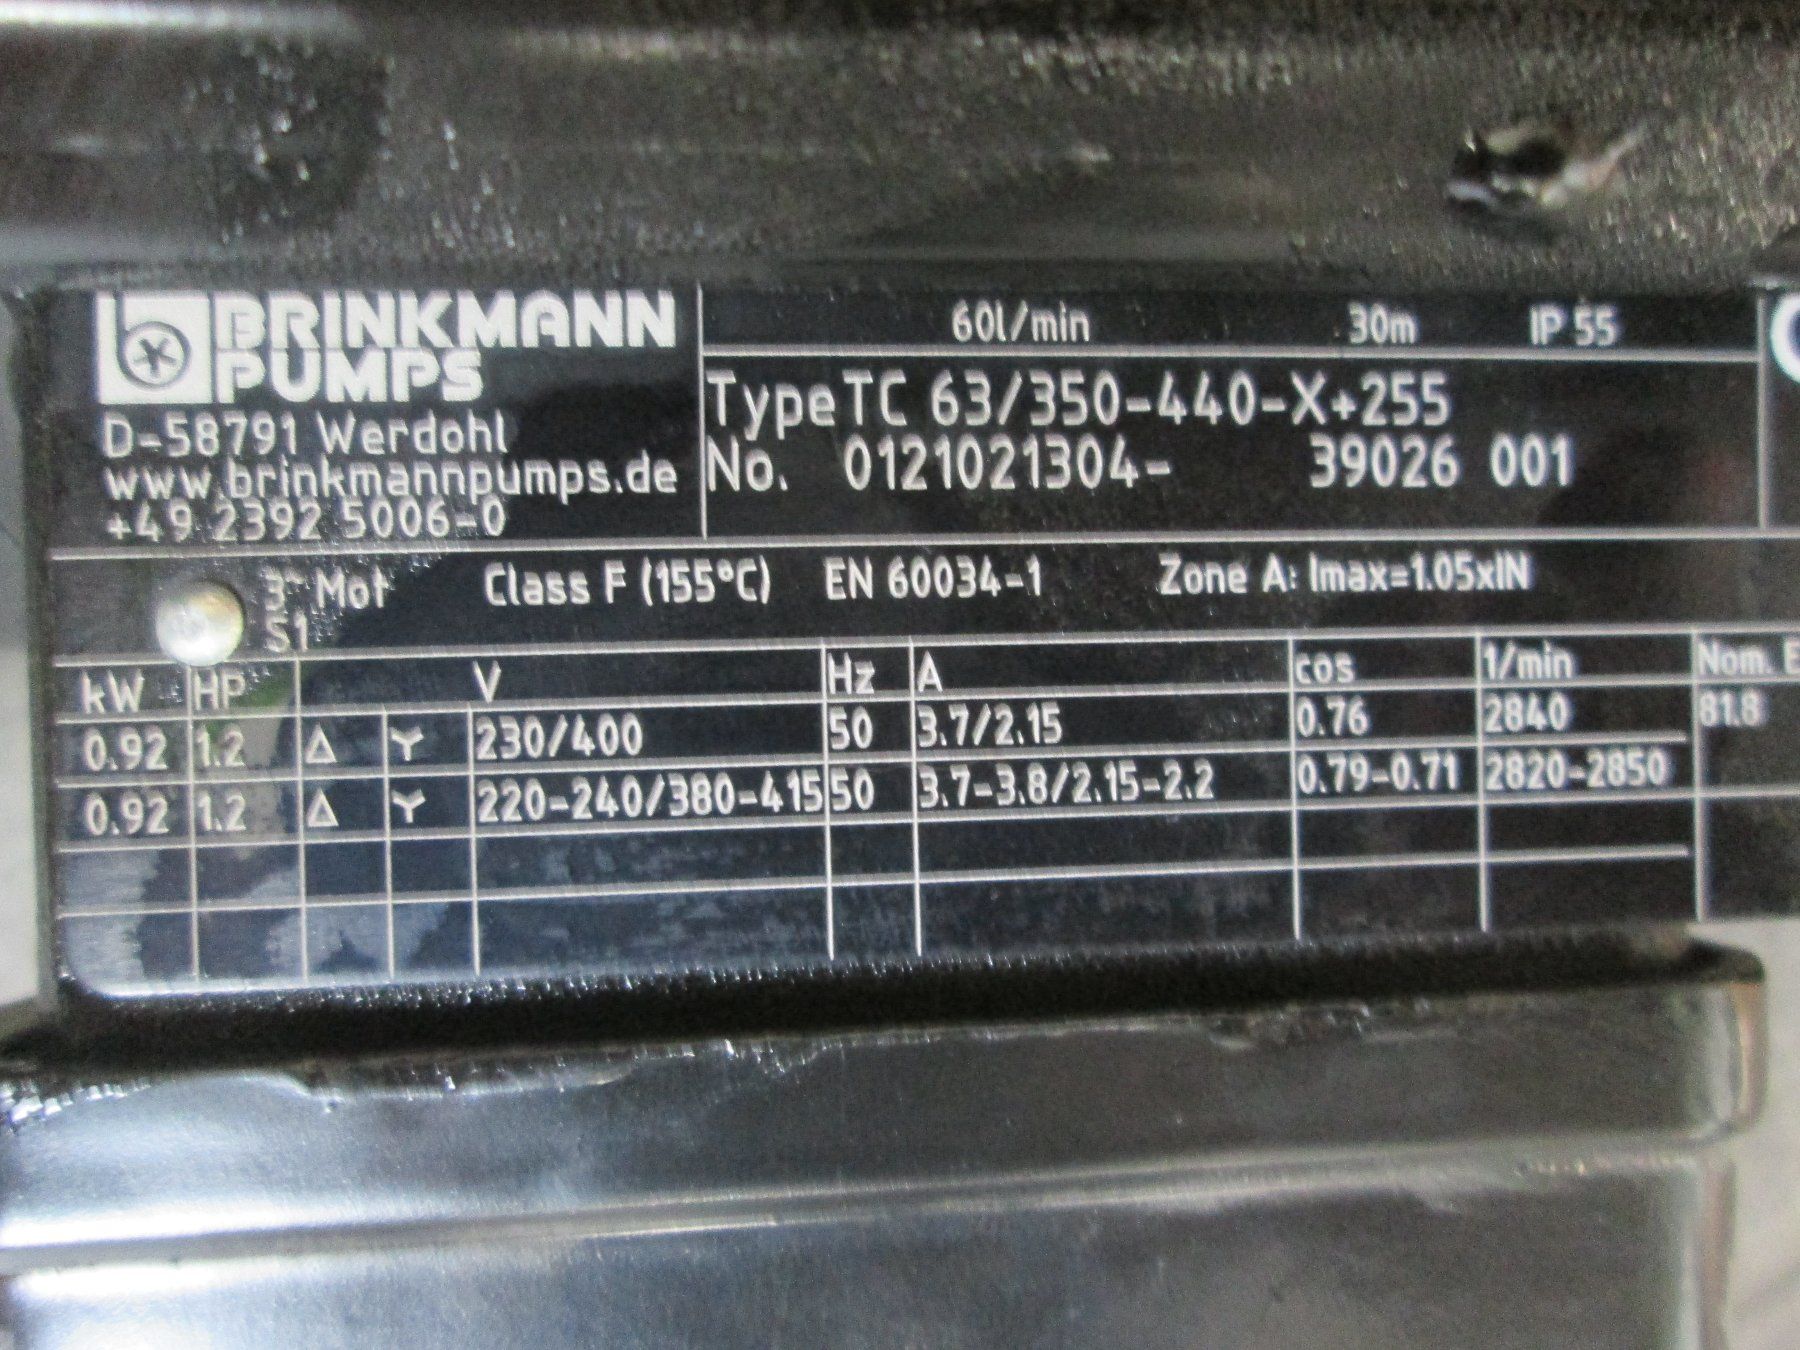 BRINKMANN
PUMPS
D-58791 Werdohl
www.brinkmannpumps.de
+49 2392 5006-0
60l/min 30m IP 55
Type TC 63/350-440-X+255
No. 0121021304- 39026 001
3~ Mot Class F (155°C) EN 60034-1 Zone A: Imax=1.05xIN
S1
kW HP V Hz A cos 1/min Nom.
0.92 1.2 Δ Y 230/400 50 3.7/2.15 0.76 2840 81.8
0.92 1.2 Δ Y 220-240/380-415 50 3.7-3.8/2.15-2.2 0.79-0.71 2820-2850